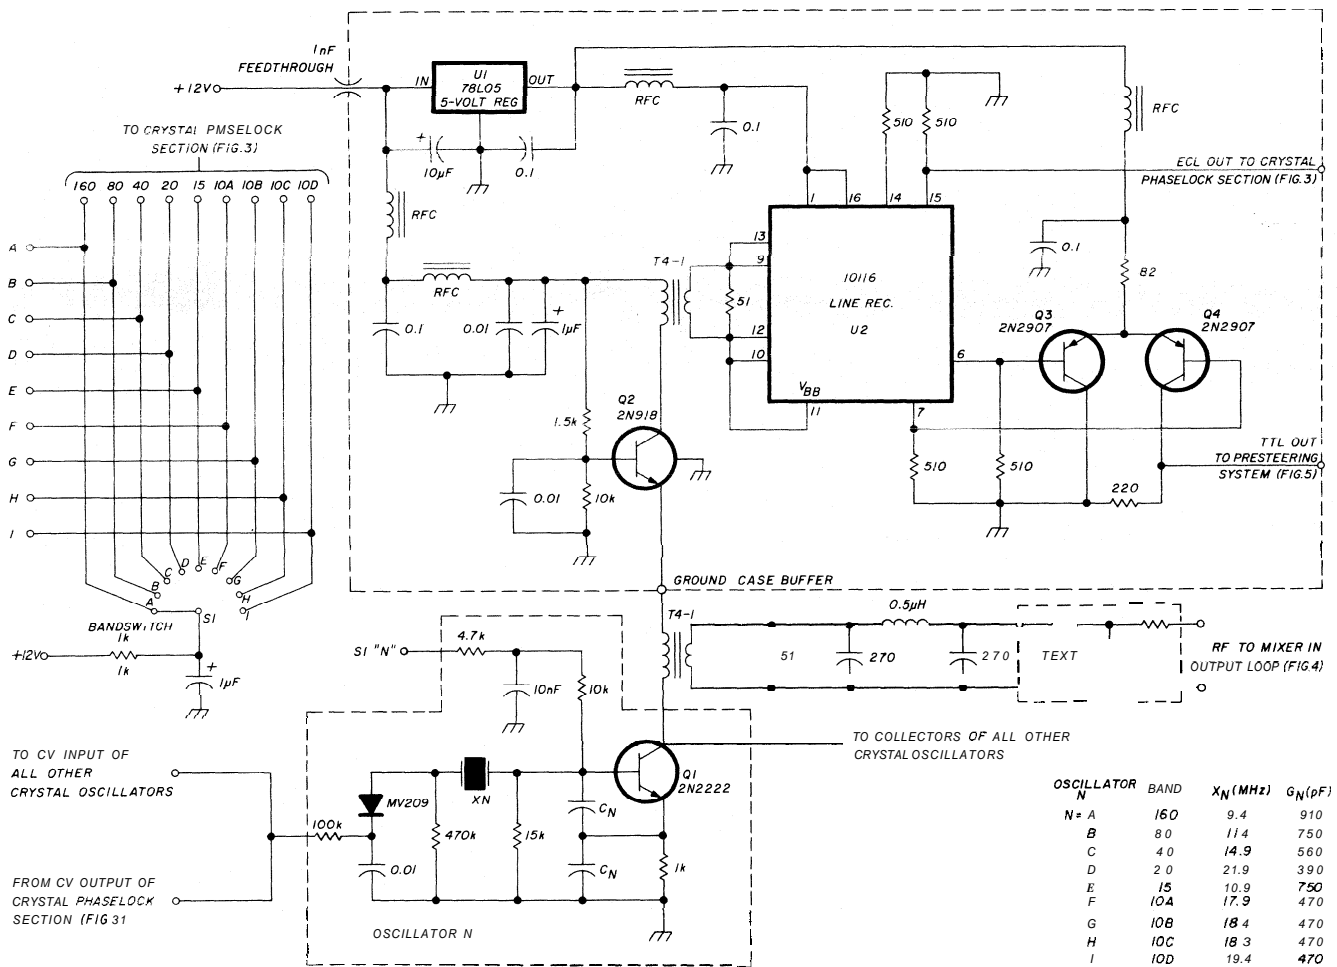 1nF
FEEDTHROUGH
+12V
IN
U1
78L05
5-VOLT REG
OUT
RFC
510
510
RFC
0.1
+
10µF
0.1
TO CRYSTAL PMSELOCK
SECTION (FIG.3)
160 80 40 20 15 10A 10B 10C 10D
RFC
ECL OUT TO CRYSTAL
PHASELOCK SECTION (FIG.3)
1
16
14
15
A
B
C
D
E
F
G
H
I
13
9
12
10
10116
LINE REC.
U2
VBB
11
7
6
T4-1
51
0.1
82
Q3
2N2907
Q4
2N2907
RFC
0.1
0.01
+
1µF
Q2
2N918
1.5k
0.01
10k
510
510
220
TTL OUT
TO PRESTEERING
SYSTEM (FIG.5)
A
B
C
D
E
F
G
H
I
S1
BANDSWITCH
1k
+12V
1k
+
1µF
GROUND CASE BUFFER
T4-1
0.5µH
51
270
270
TEXT
RF TO MIXER IN
OUTPUT LOOP (FIG.4)
S1 "N"
4.7k
10nF
10k
TO COLLECTORS OF ALL OTHER
CRYSTALOSCILLATORS
TO CV INPUT OF
ALL OTHER
CRYSTAL OSCILLATORS
MV209
XN
Q1
2N2222
100k
470k
15k
CN
CN
0.01
1k
FROM CV OUTPUT OF
CRYSTAL PHASELOCK
SECTION (FIG 31
OSCILLATOR N
OSCILLATOR N BAND XN (MHz) GN (pF)
N = A 160 9.4 910
B 80 11 4 750
C 40 14.9 560
D 20 21.9 390
E 15 10.9 750
F 10A 17.9 470
G 10B 18 4 470
H 10C 18 3 470
I 10D 19.4 470